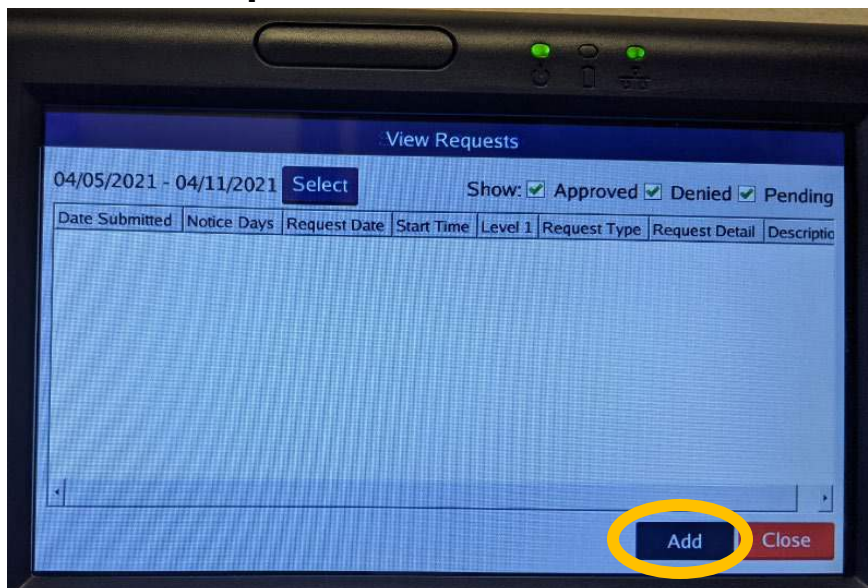 View Requests
04/05/2021 - 04/11/2021 Select Show: Approved Denied Pending
Date Submitted Notice Days Request Date Start Time Level 1 Request Type Request Detail Descriptio
Add Close